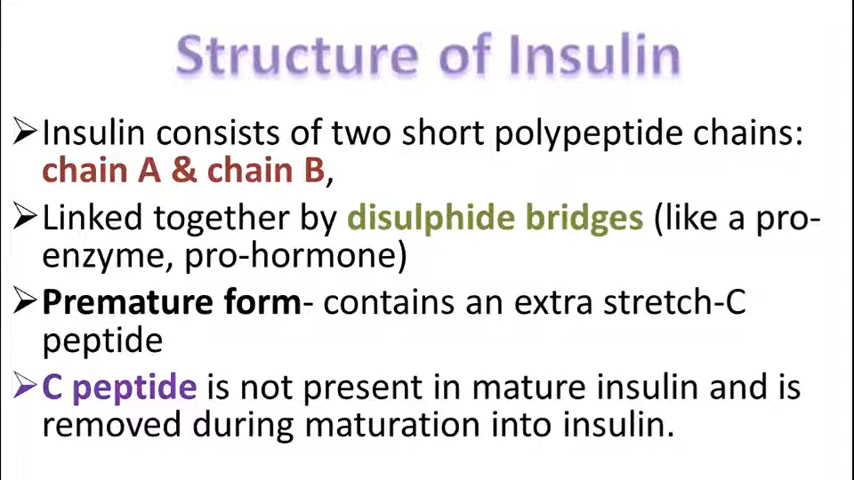 Structure of Insulin
➢Insulin consists of two short polypeptide chains:
chain A & chain B,
➢Linked together by disulphide bridges (like a pro-
enzyme, pro-hormone)
➢Premature form- contains an extra stretch-C
peptide
➢C peptide is not present in mature insulin and is
removed during maturation into insulin.